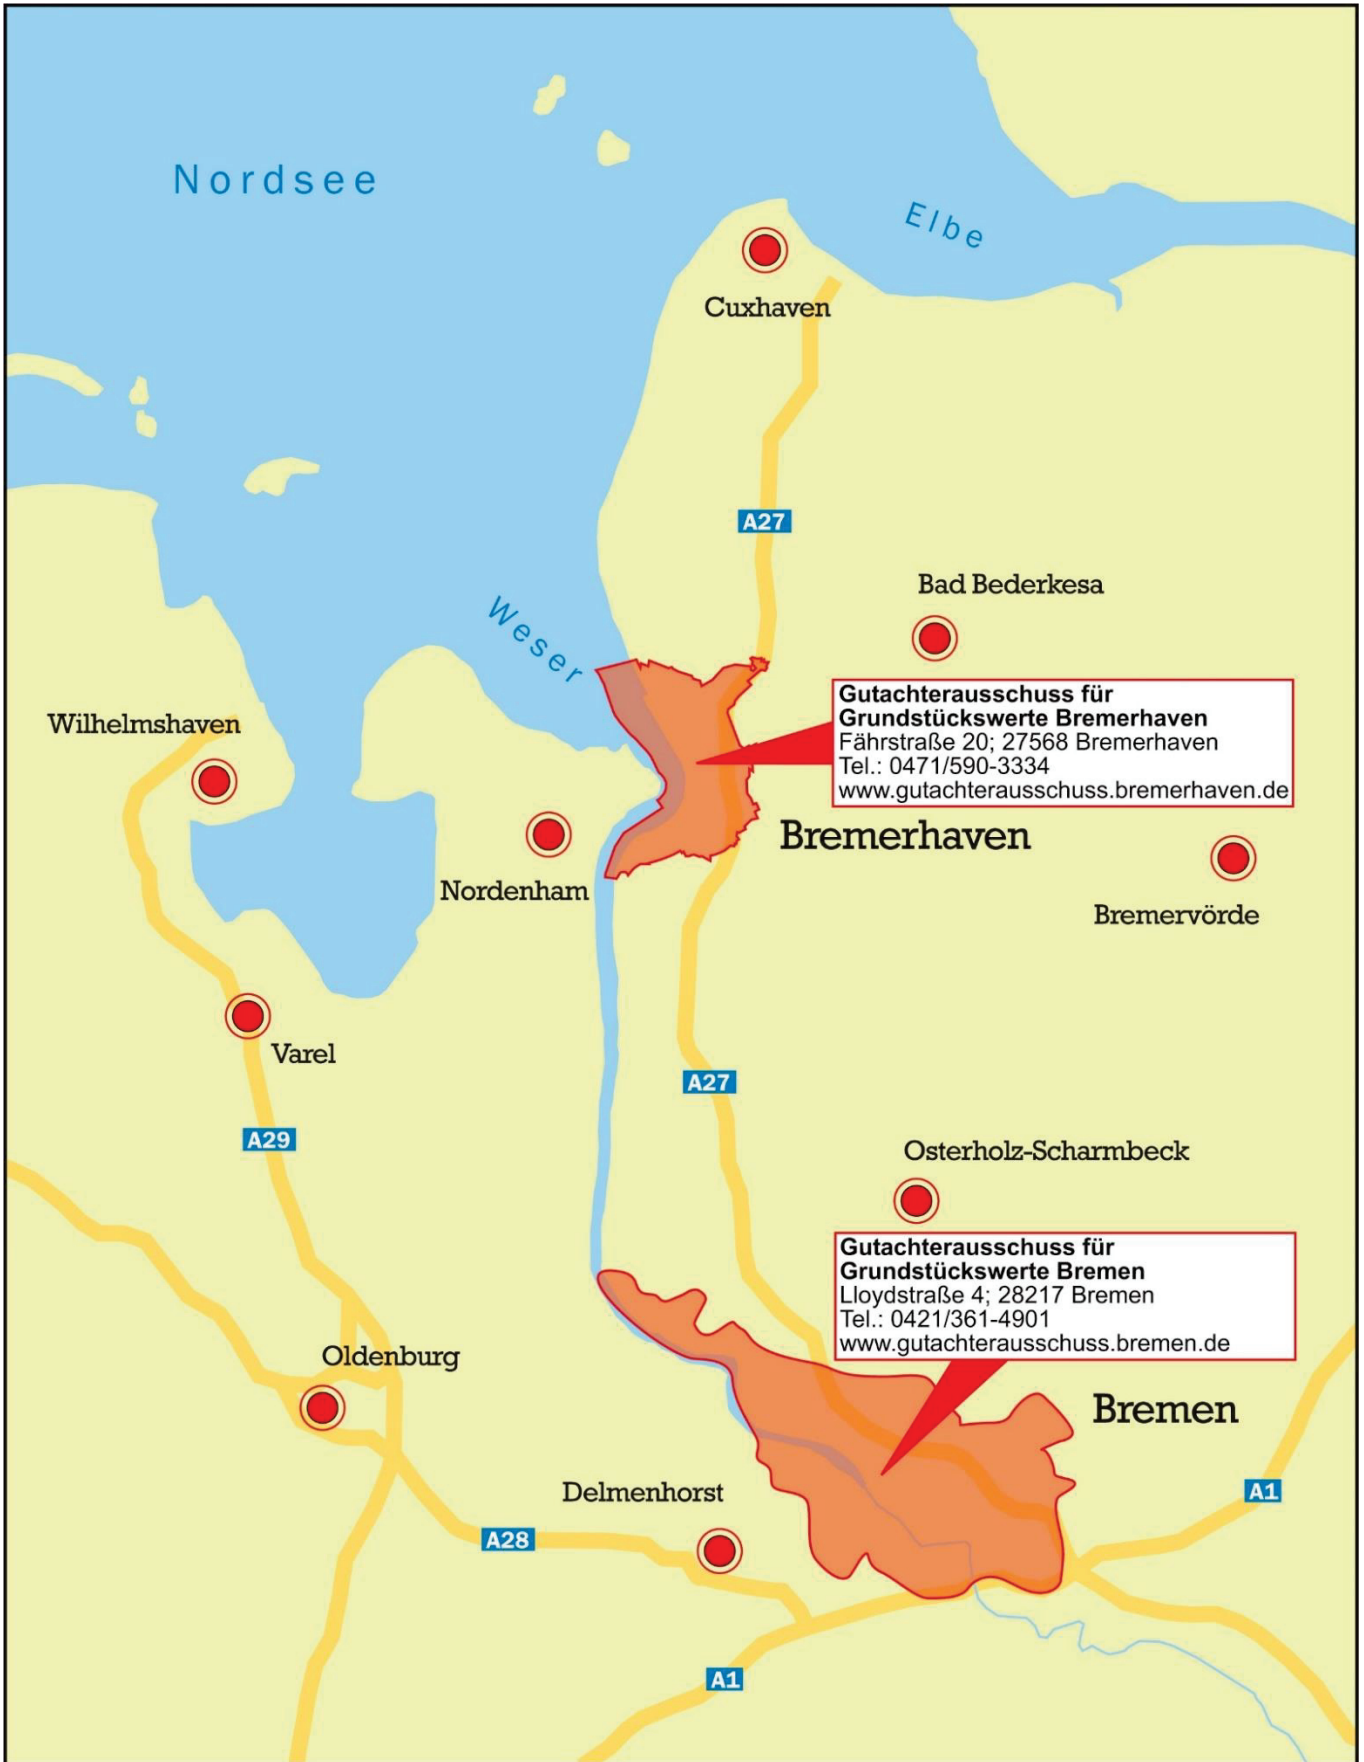 Nordsee
Elbe
Cuxhaven
A27
Bad Bederkesa
Weser
Gutachterausschuss für
Grundstückswerte Bremerhaven
Fährstraße 20; 27568 Bremerhaven
Tel.: 0471/590-3334
www.gutachterausschuss.bremerhaven.de
Wilhelmshaven
Bremerhaven
Nordenham
Bremervörde
Varel
A27
A29
Osterholz-Scharmbeck
Gutachterausschuss für
Grundstückswerte Bremen
Lloydstraße 4; 28217 Bremen
Tel.: 0421/361-4901
www.gutachterausschuss.bremen.de
Oldenburg
Bremen
Delmenhorst
A1
A28
A1